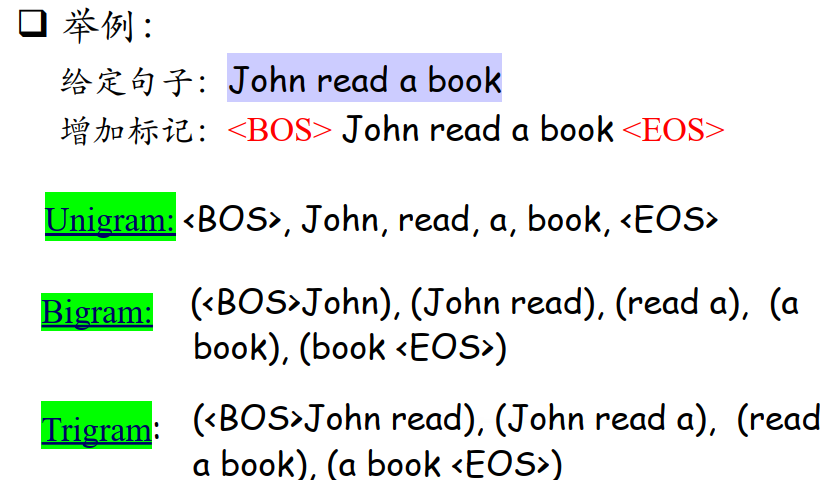 ❑ 举例：
给定句子： John read a book
增加标记： <BOS> John read a book <EOS>
Unigram: <BOS>, John, read, a, book, <EOS>
Bigram: (<BOS>John), (John read), (read a), (a
book), (book <EOS>)
Trigram: (<BOS>John read), (John read a), (read
a book), (a book <EOS>)